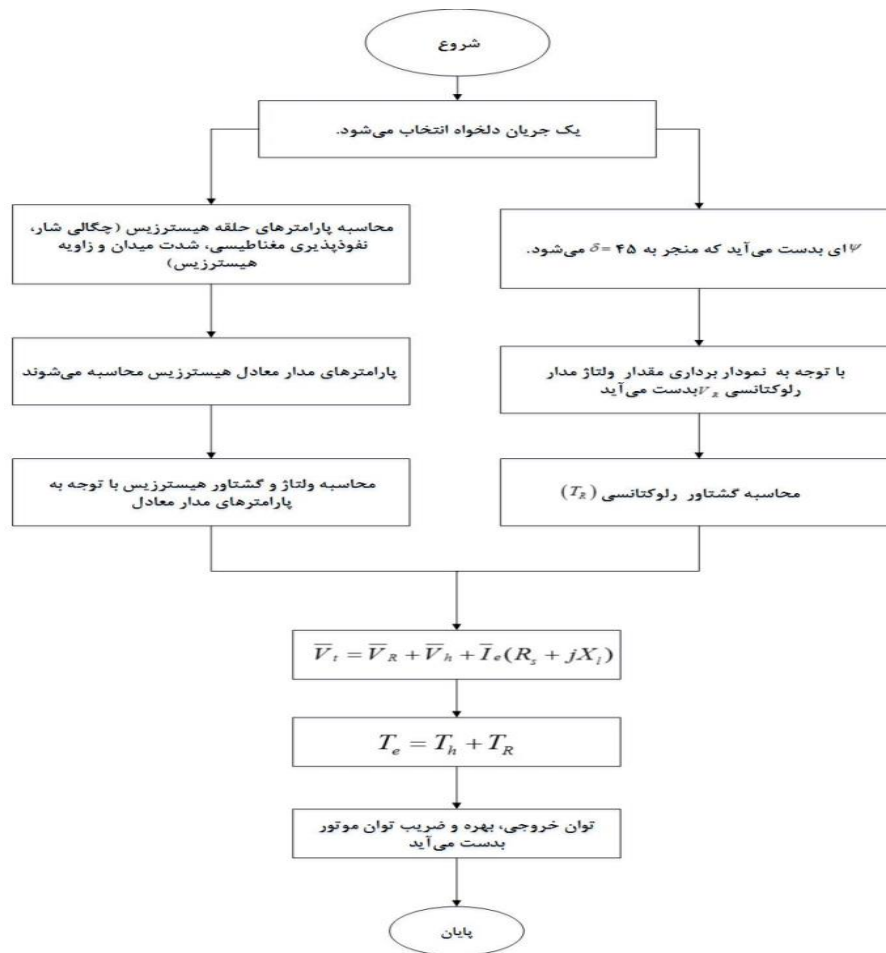 شروع
یک جریان دلخواه انتخاب می‌شود.
محاسبه پارامترهای حلقه هیسترزیس (چگالی شار،
نفوذپذیری مغناطیسی، شدت میدان و زاویه
هیسترزیس)
ψ ای بدست می‌آید که منجر به δ = ۴۵ می‌شود.
پارامترهای مدار معادل هیسترزیس محاسبه می‌شوند
با توجه به نمودار برداری مقدار ولتاژ مدار
رلوکتانسی V_R بدست می‌آید
محاسبه ولتاژ و گشتاور هیسترزیس با توجه به
پارامترهای مدار معادل
محاسبه گشتاور رلوکتانسی (T_R)
V̅_t = V̅_R + V̅_h + I̅_e(R_s + jX_l)
T_e = T_h + T_R
توان خروجی، بهره و ضریب توان موتور
بدست می‌آید
پایان